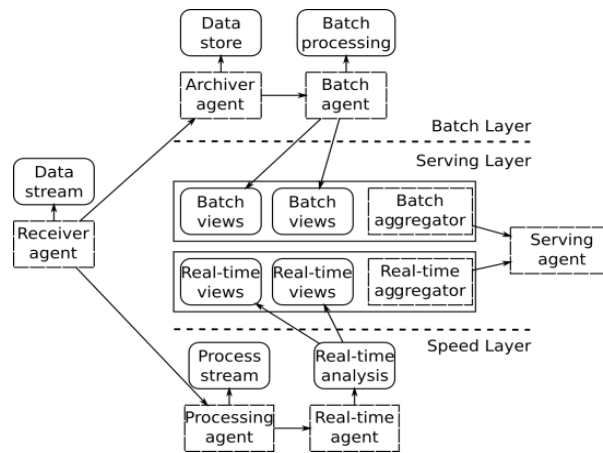 Data
store
Batch
processing
Archiver
agent
Batch
agent
Batch Layer
Serving Layer
Data
stream
Receiver
agent
Batch
views
Batch
views
Batch
aggregator
Serving
agent
Real-time
views
Real-time
views
Real-time
aggregator
Speed Layer
Process
stream
Real-time
analysis
Processing
agent
Real-time
agent